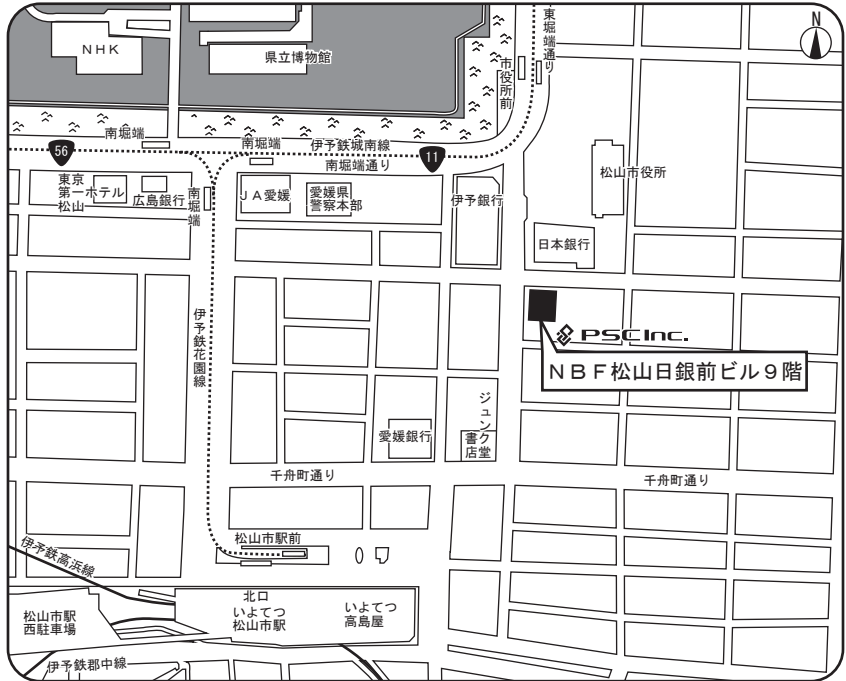 NHK
県立博物館
東堀端通り
N
市役所前
南堀端
南堀端
伊予鉄城南線
56
11
南堀端通り
東京
第一ホテル
松山
広島銀行
南堀端
JA愛媛
愛媛県
警察本部
伊予銀行
松山市役所
日本銀行
伊予鉄花園線
PSC Inc.
NBF松山日銀前ビル9階
ジュンク堂
書店
愛媛銀行
千舟町通り
千舟町通り
松山市駅前
伊予鉄高浜線
北口
いよてつ
松山市駅
いよてつ
高島屋
松山市駅
西駐車場
伊予鉄郡中線